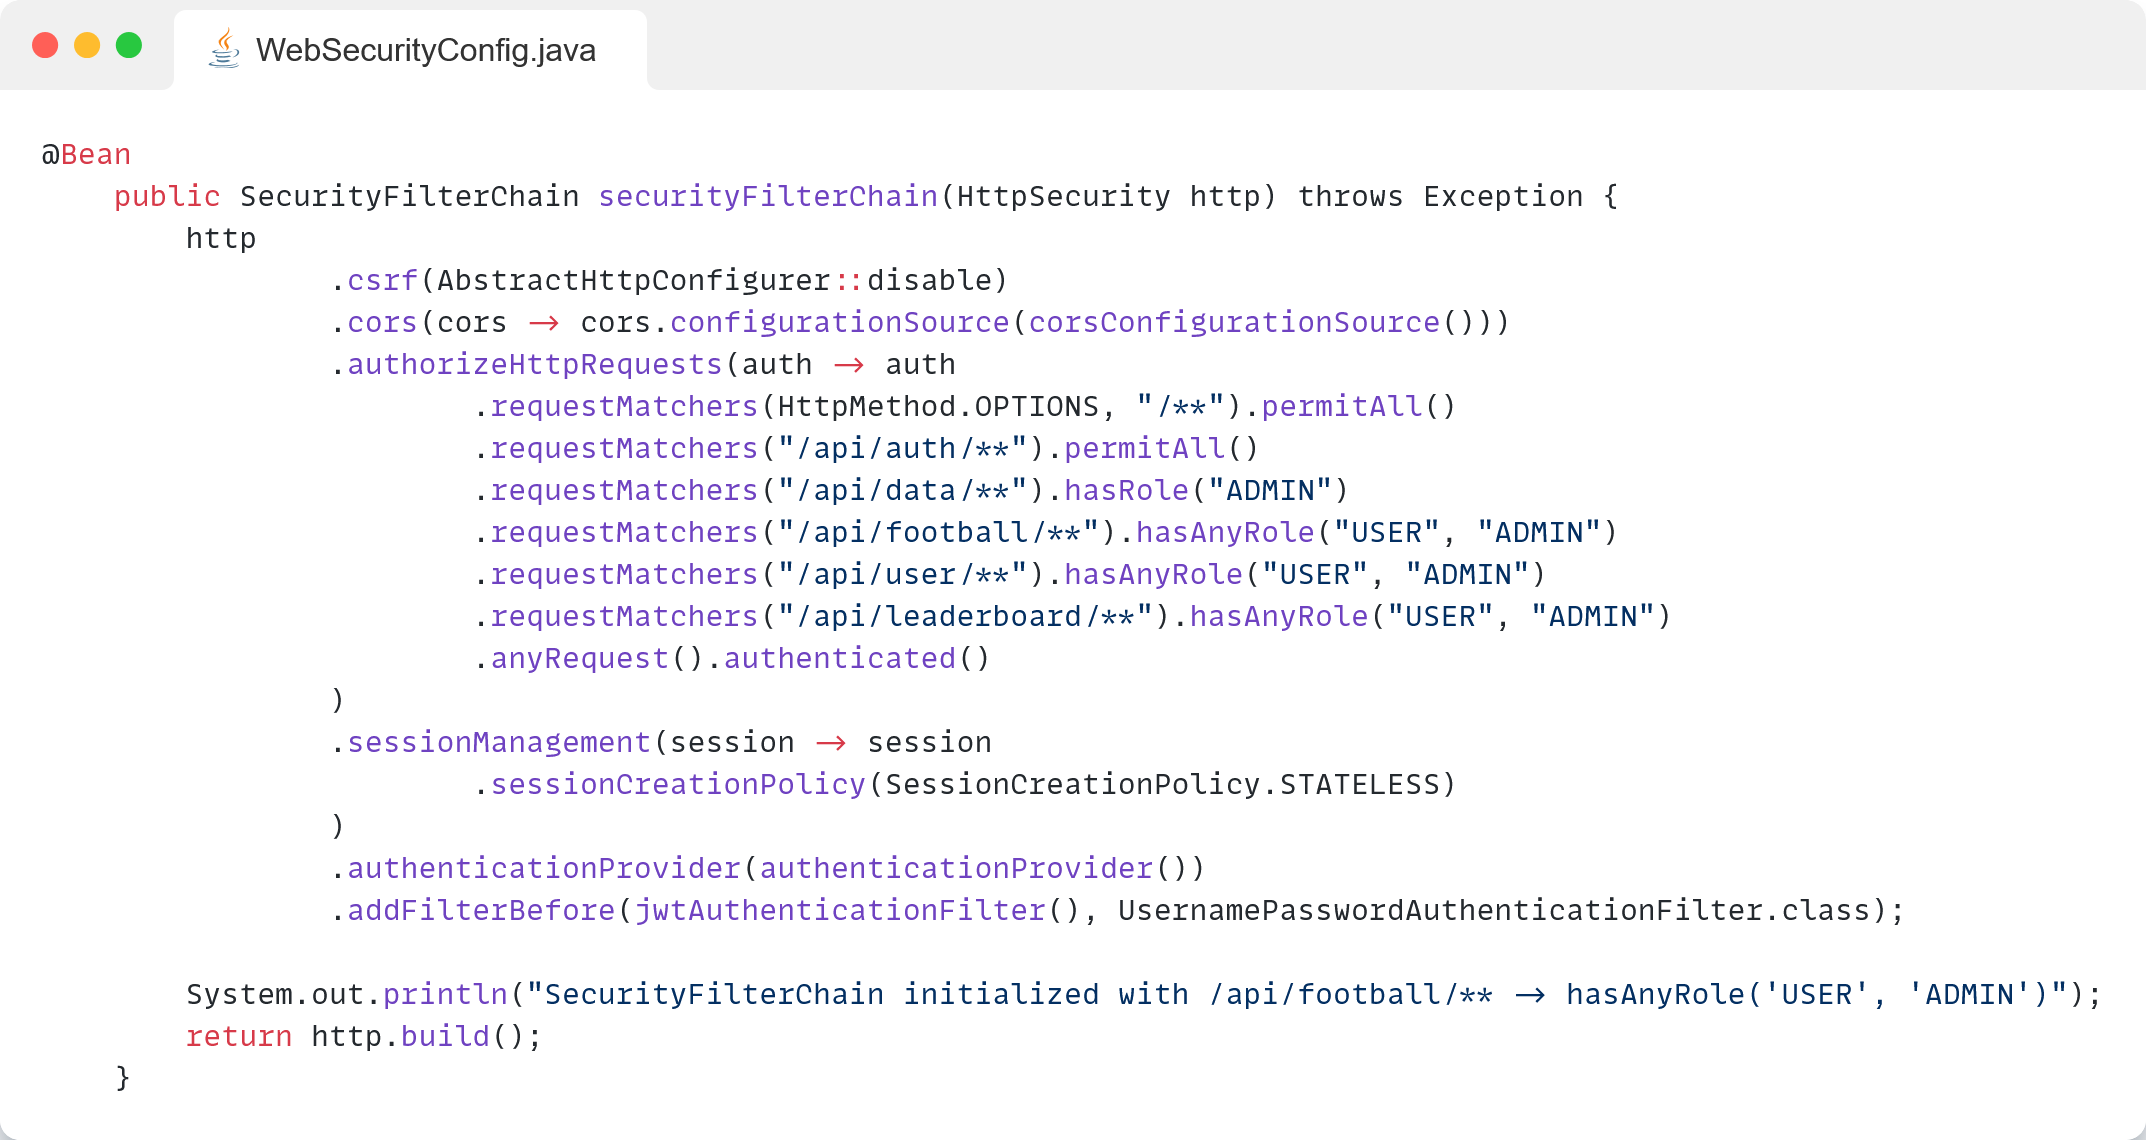 WebSecurityConfig.java
@Bean
public SecurityFilterChain securityFilterChain(HttpSecurity http) throws Exception {
http
.csrf(AbstractHttpConfigurer::disable)
.cors(cors -> cors.configurationSource(corsConfigurationSource()))
.authorizeHttpRequests(auth -> auth
.requestMatchers(HttpMethod.OPTIONS, "/**").permitAll()
.requestMatchers("/api/auth/**").permitAll()
.requestMatchers("/api/data/**").hasRole("ADMIN")
.requestMatchers("/api/football/**").hasAnyRole("USER", "ADMIN")
.requestMatchers("/api/user/**").hasAnyRole("USER", "ADMIN")
.requestMatchers("/api/leaderboard/**").hasAnyRole("USER", "ADMIN")
.anyRequest().authenticated()
)
.sessionManagement(session -> session
.sessionCreationPolicy(SessionCreationPolicy.STATELESS)
)
.authenticationProvider(authenticationProvider())
.addFilterBefore(jwtAuthenticationFilter(), UsernamePasswordAuthenticationFilter.class);
System.out.println("SecurityFilterChain initialized with /api/football/** -> hasAnyRole('USER', 'ADMIN')");
return http.build();
}